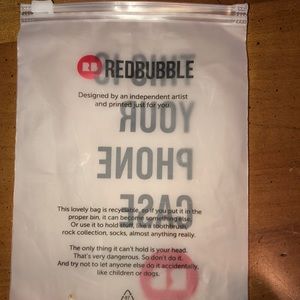 RB REDBUBBLE
Designed by an independent artist
and printed just for you.
THIS IS
YOUR
PHONE
CASE
This lovely bag is recyclable, so if you put it in the
proper bin, it can become something else.
Or use it to hold stuff, like a toothbrush,
rock collection, socks, almost anything really.
The only thing it can't hold is your head.
That's very dangerous. So don't do it.
And try not to let anyone else do it accidentally,
like children or dogs.